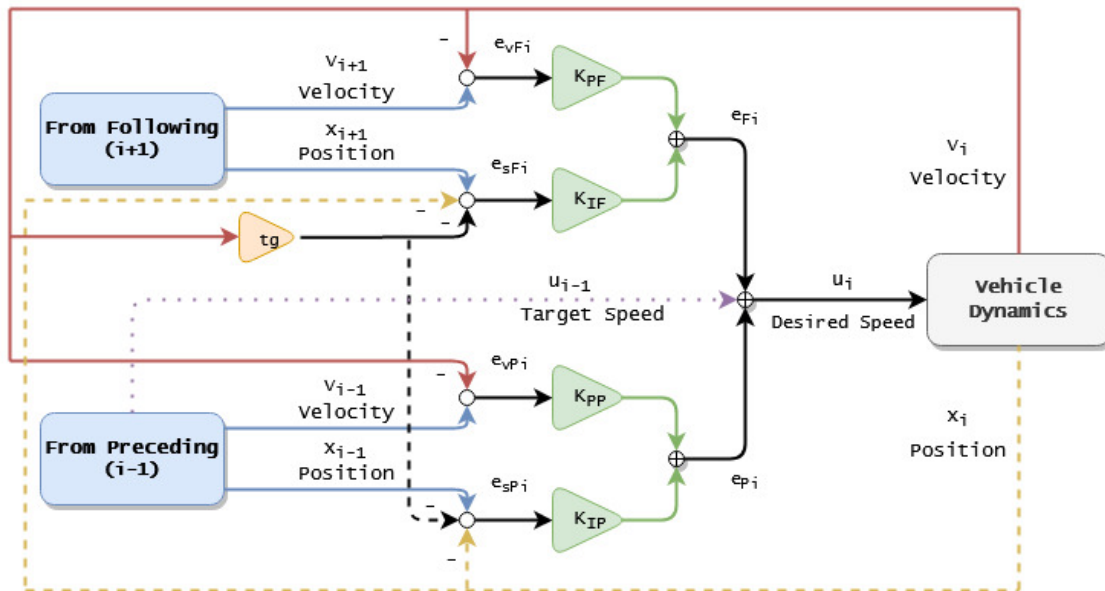 -
e_vFi
v_i+1
Velocity
K_PF
From Following
(i+1)
x_i+1
Position
e_Fi
v_i
Velocity
e_sFi
K_IF
-
-
tg
u_i-1
Target Speed
u_i
Desired Speed
Vehicle
Dynamics
-
e_vPi
v_i-1
Velocity
K_PP
From Preceding
(i-1)
x_i-1
Position
x_i
Position
e_sPi
e_Pi
K_IP
-
-